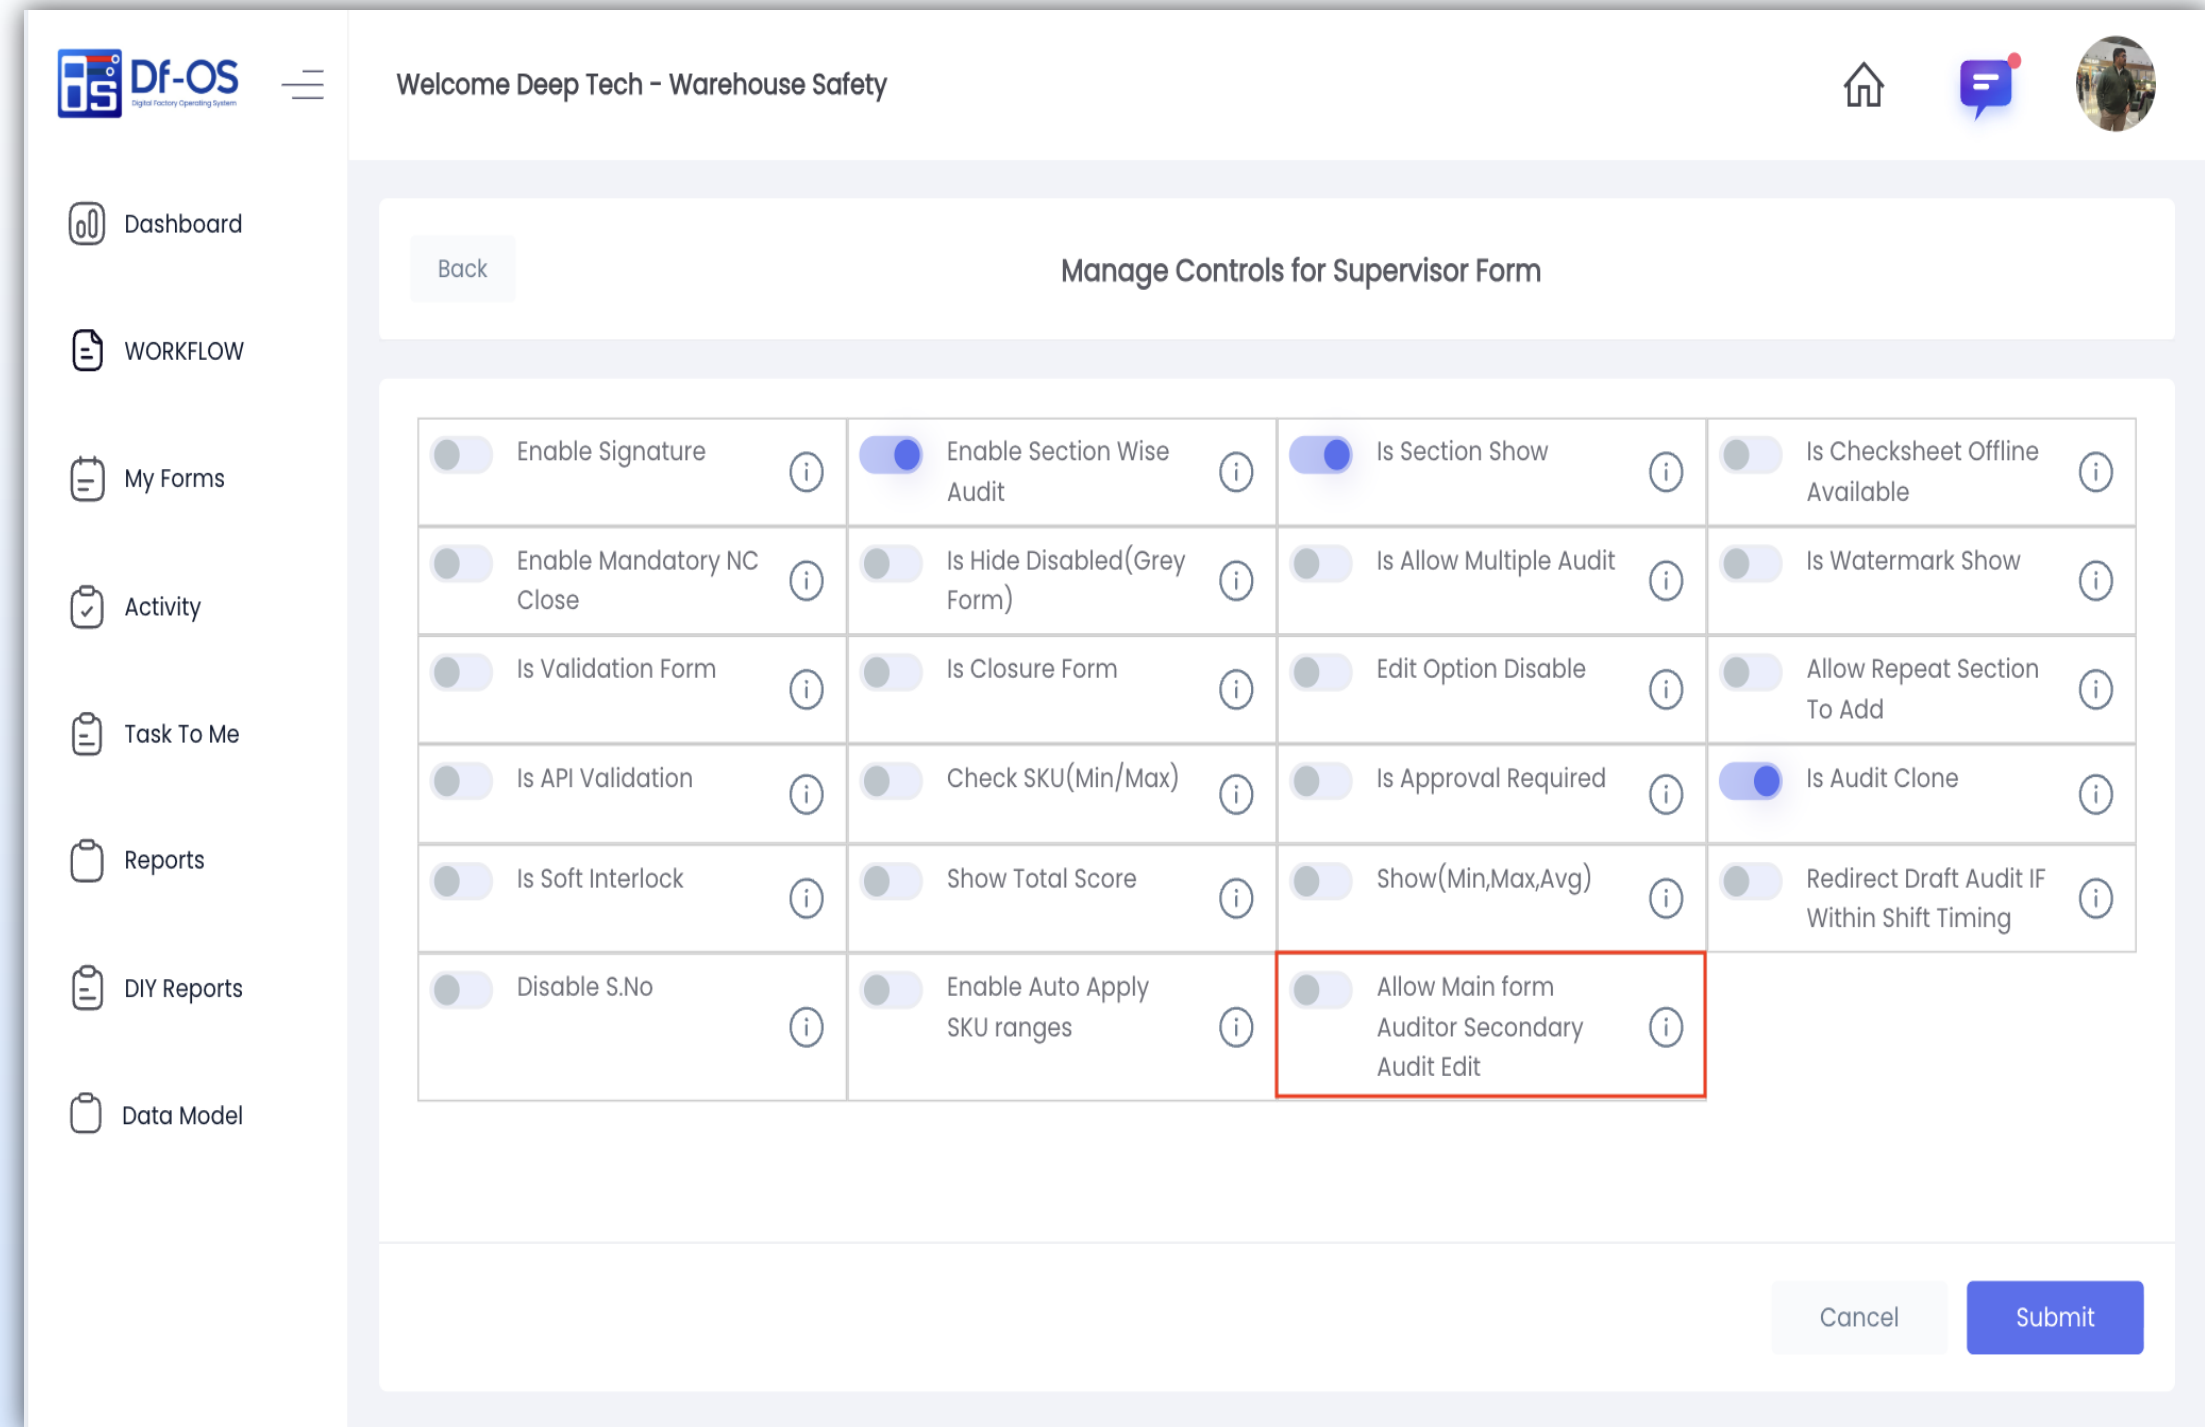 Df-OS
Digital Factory Operating System
Welcome Deep Tech - Warehouse Safety
Dashboard
WORKFLOW
My Forms
Activity
Task To Me
Reports
DIY Reports
Data Model
Back
Manage Controls for Supervisor Form
Enable Signature
Enable Section Wise
Audit
Is Section Show
Is Checksheet Offline
Available
Enable Mandatory NC
Close
Is Hide Disabled(Grey
Form)
Is Allow Multiple Audit
Is Watermark Show
Is Validation Form
Is Closure Form
Edit Option Disable
Allow Repeat Section
To Add
Is API Validation
Check SKU(Min/Max)
Is Approval Required
Is Audit Clone
Is Soft Interlock
Show Total Score
Show(Min,Max,Avg)
Redirect Draft Audit IF
Within Shift Timing
Disable S.No
Enable Auto Apply
SKU ranges
Allow Main form
Auditor Secondary
Audit Edit
Cancel
Submit